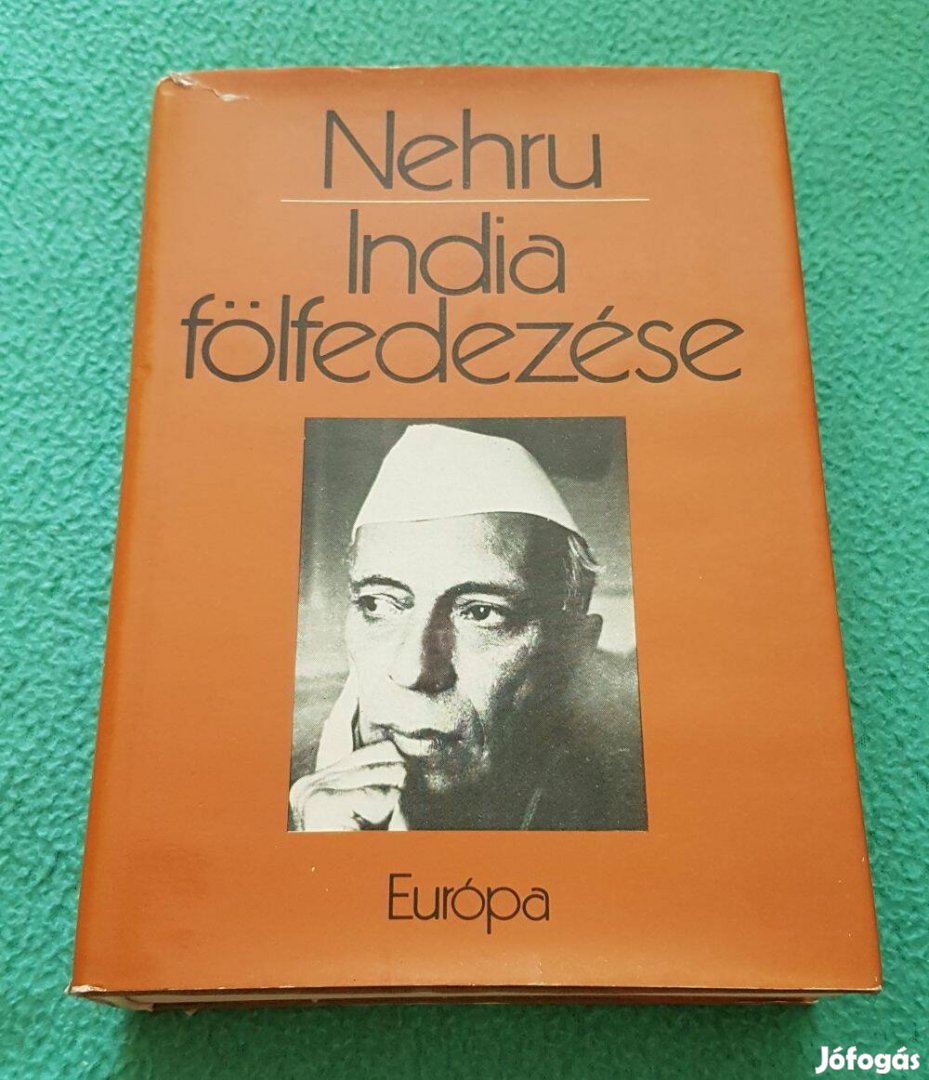 Nehru
India
fölfedezése
Európa
Jófogás